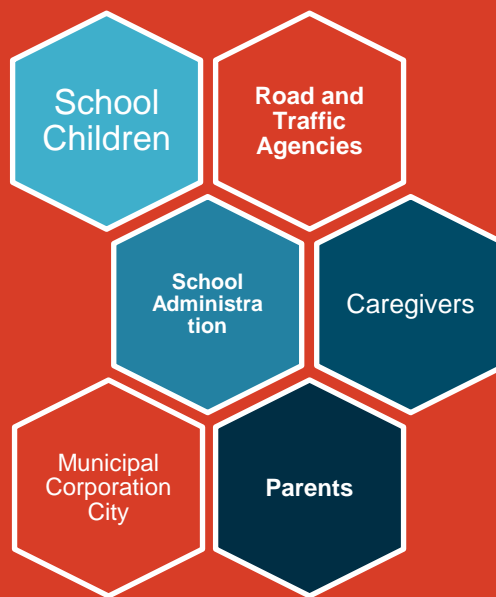 School
Children
Road and
Traffic
Agencies
School
Administra
tion
Caregivers
Municipal
Corporation
City
Parents